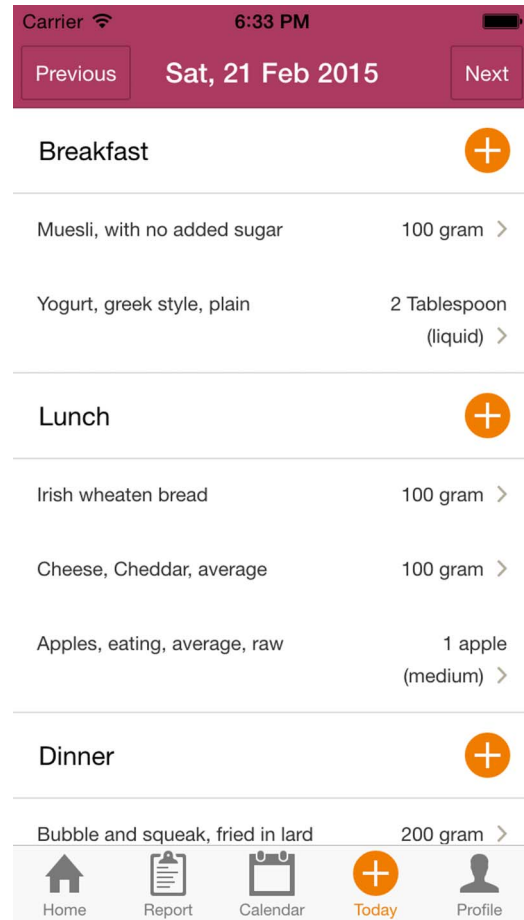 Carrier 6:33 PM
Previous Sat, 21 Feb 2015 Next
Breakfast
Muesli, with no added sugar 100 gram
Yogurt, greek style, plain 2 Tablespoon
(liquid)
Lunch
Irish wheaten bread 100 gram
Cheese, Cheddar, average 100 gram
Apples, eating, average, raw 1 apple
(medium)
Dinner
Bubble and squeak, fried in lard 200 gram
Home Report Calendar Today Profile